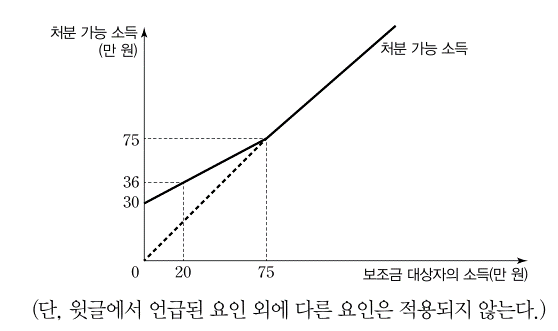 처분 가능 소득
(만 원)
처분 가능 소득
75
36
30
0 20 75 보조금 대상자의 소득(만 원)
(단, 윗글에서 언급된 요인 외에 다른 요인은 적용되지 않는다.)